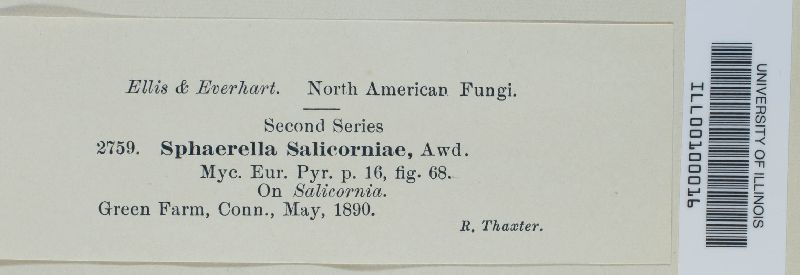 Ellis & Everhart. North American Fungi.
Second Series
2759. Sphaerella Salicorniae, Awd.
Myc. Eur. Pyr. p. 16, fig. 68.
On Salicornia.
Green Farm, Conn., May, 1890.
R. Thaxter.
UNIVERSITY OF ILLINOIS
ILL00100016